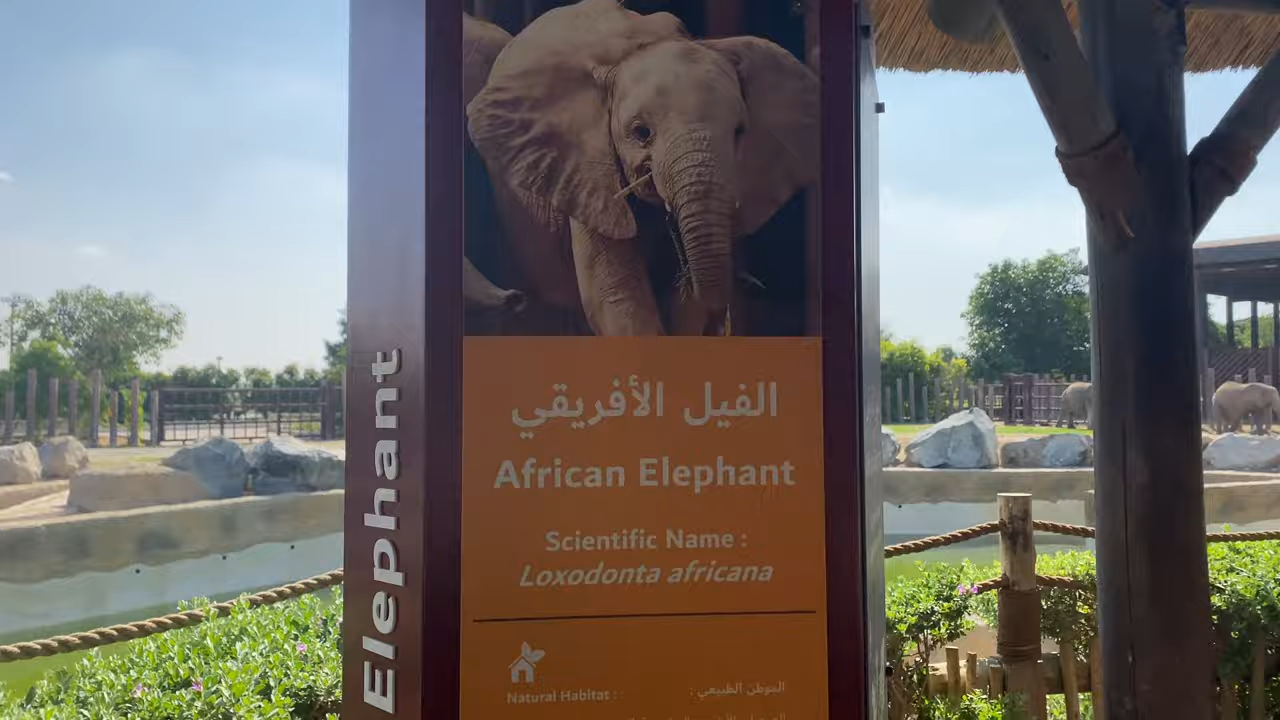 Elephant
الفيل الأفريقي
African Elephant
Scientific Name :
Loxodonta africana
Natural Habitat :
الموطن الطبيعي :